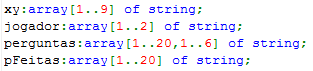 xy:array[1..9] of string;
jogador:array[1..2] of string;
perguntas:array[1..20,1..6] of string;
pFeitas:array[1..20] of string;